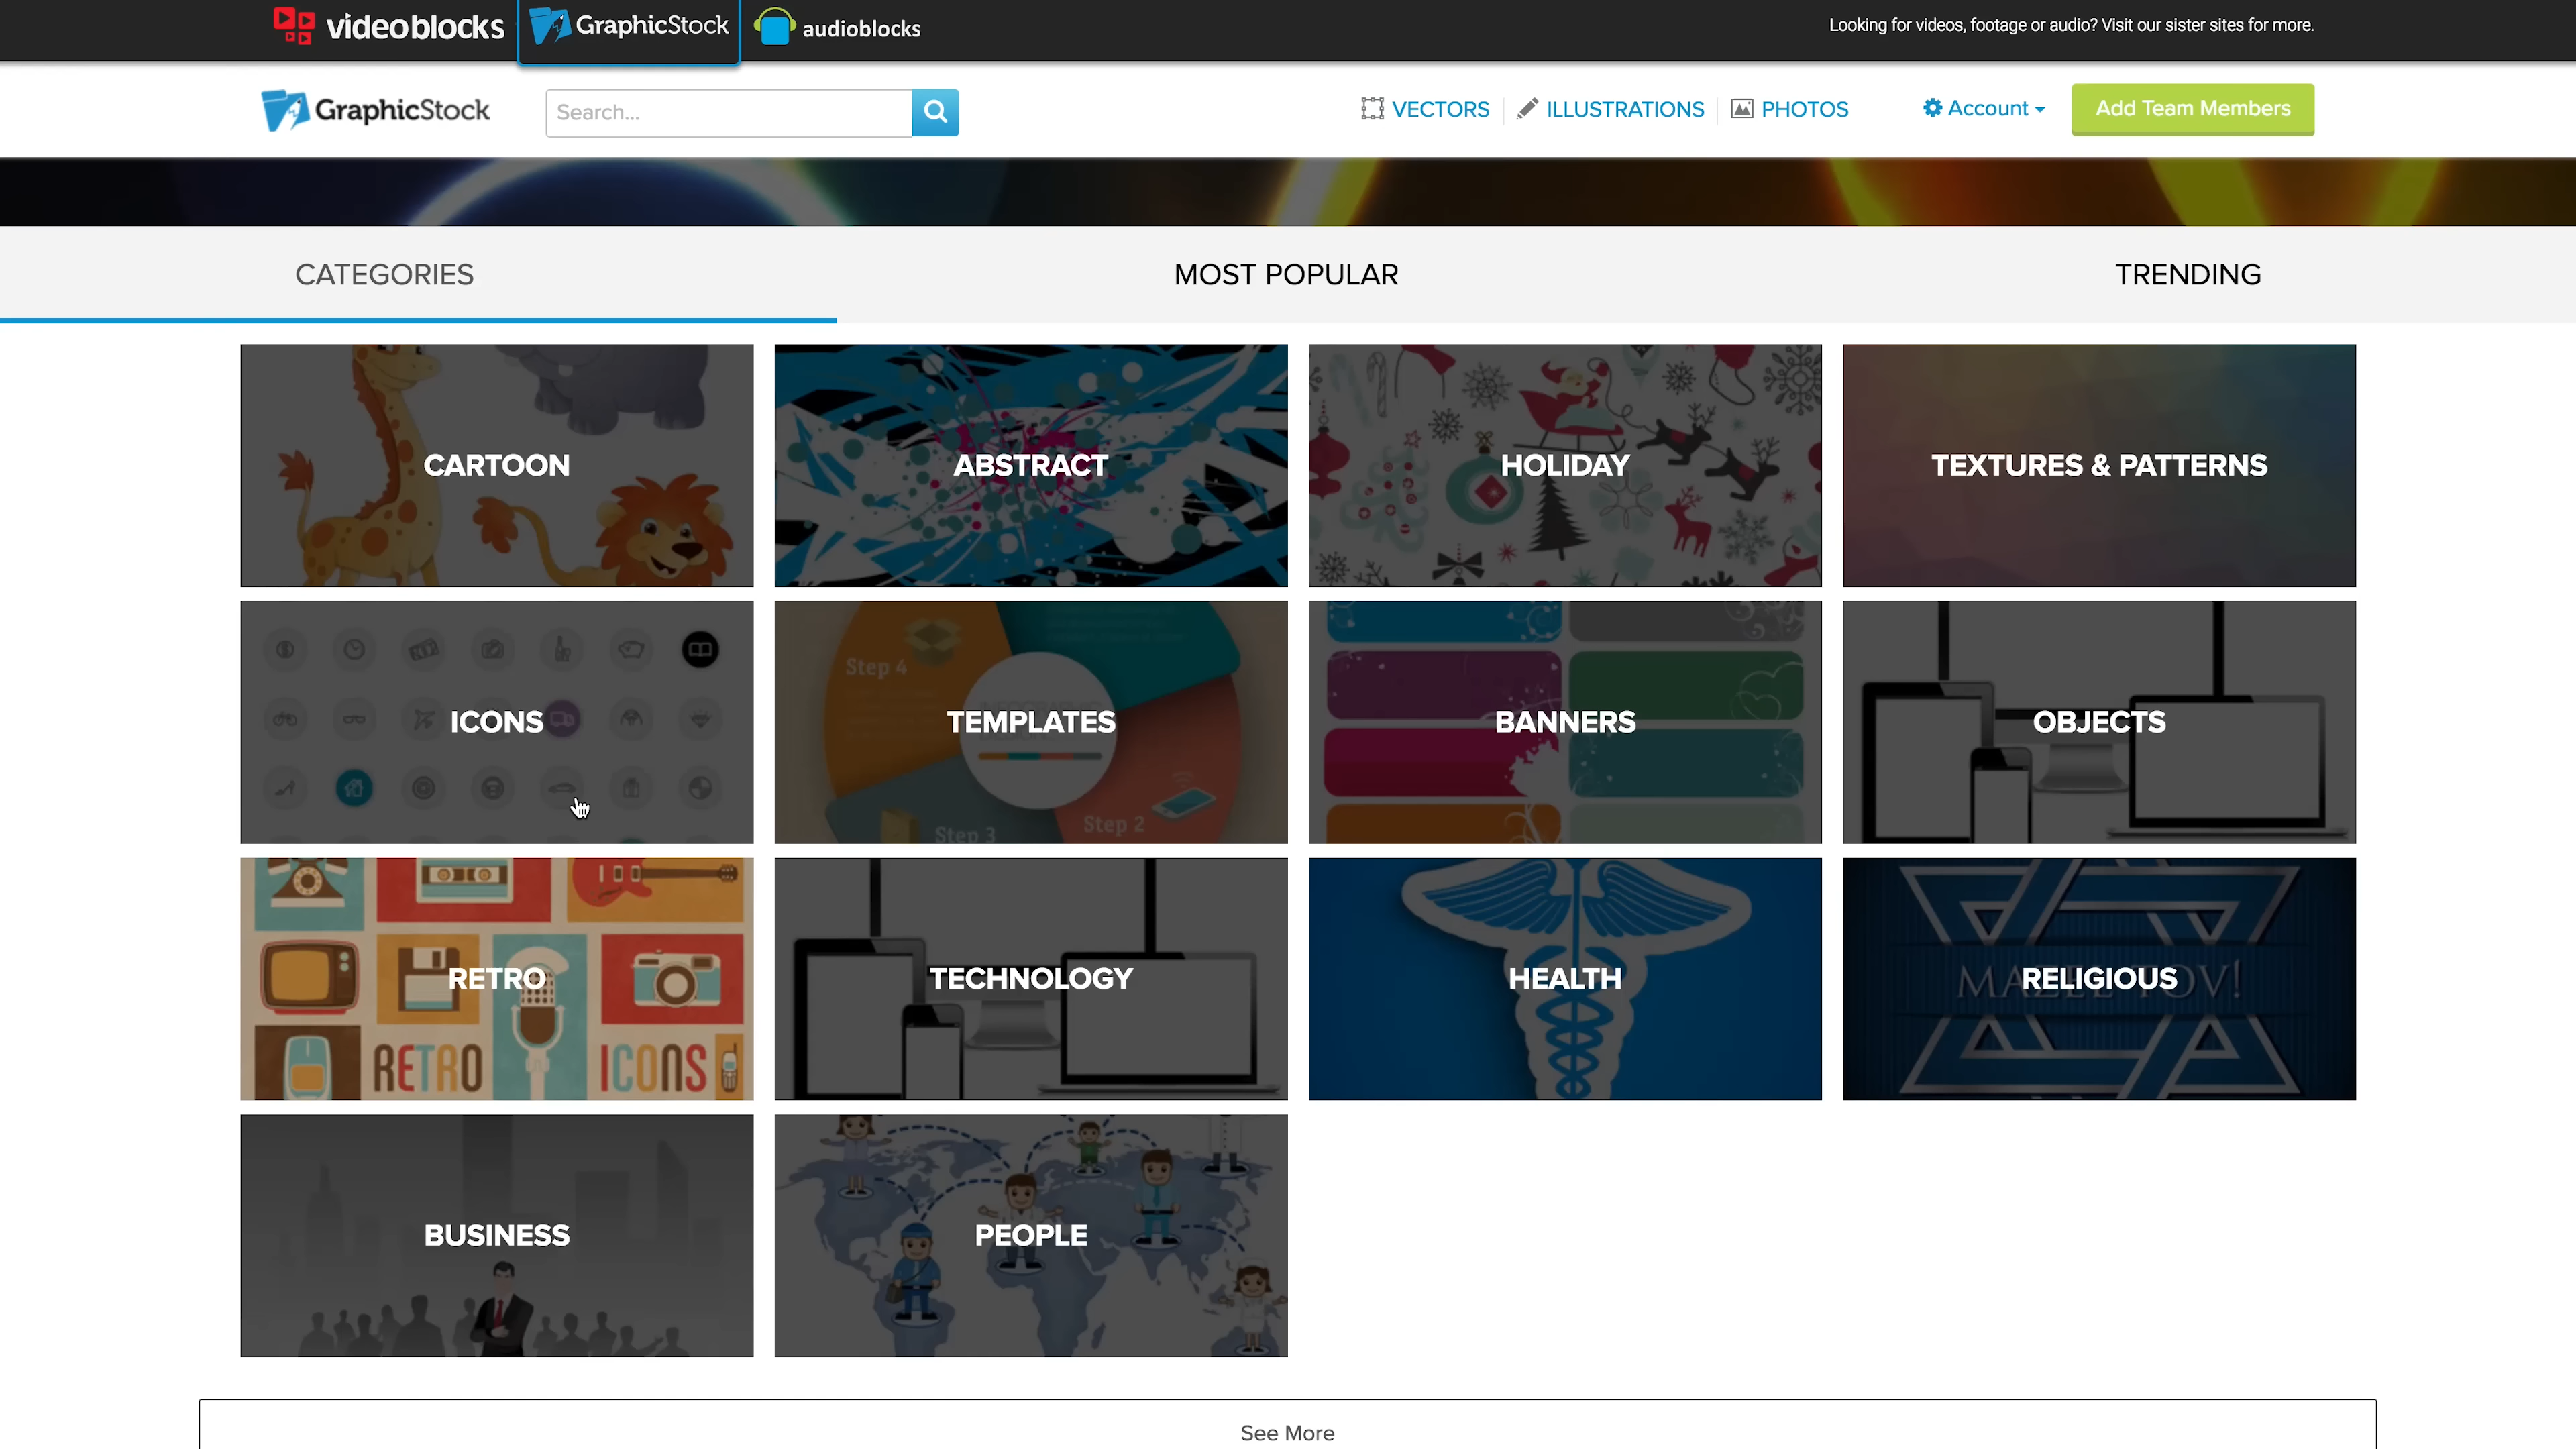 videoblocks
GraphicStock
audioblocks
Looking for videos, footage or audio? Visit our sister sites for more.
GraphicStock
Search...
VECTORS
ILLUSTRATIONS
PHOTOS
Account
Add Team Members
CATEGORIES
MOST POPULAR
TRENDING
CARTOON
ABSTRACT
HOLIDAY
TEXTURES & PATTERNS
ICONS
Step 4
TEMPLATES
Step 3
Step 2
BANNERS
OBJECTS
RETRO
RETRO ICONS
TECHNOLOGY
HEALTH
RELIGIOUS
MAZEL TOV!
BUSINESS
PEOPLE
See More